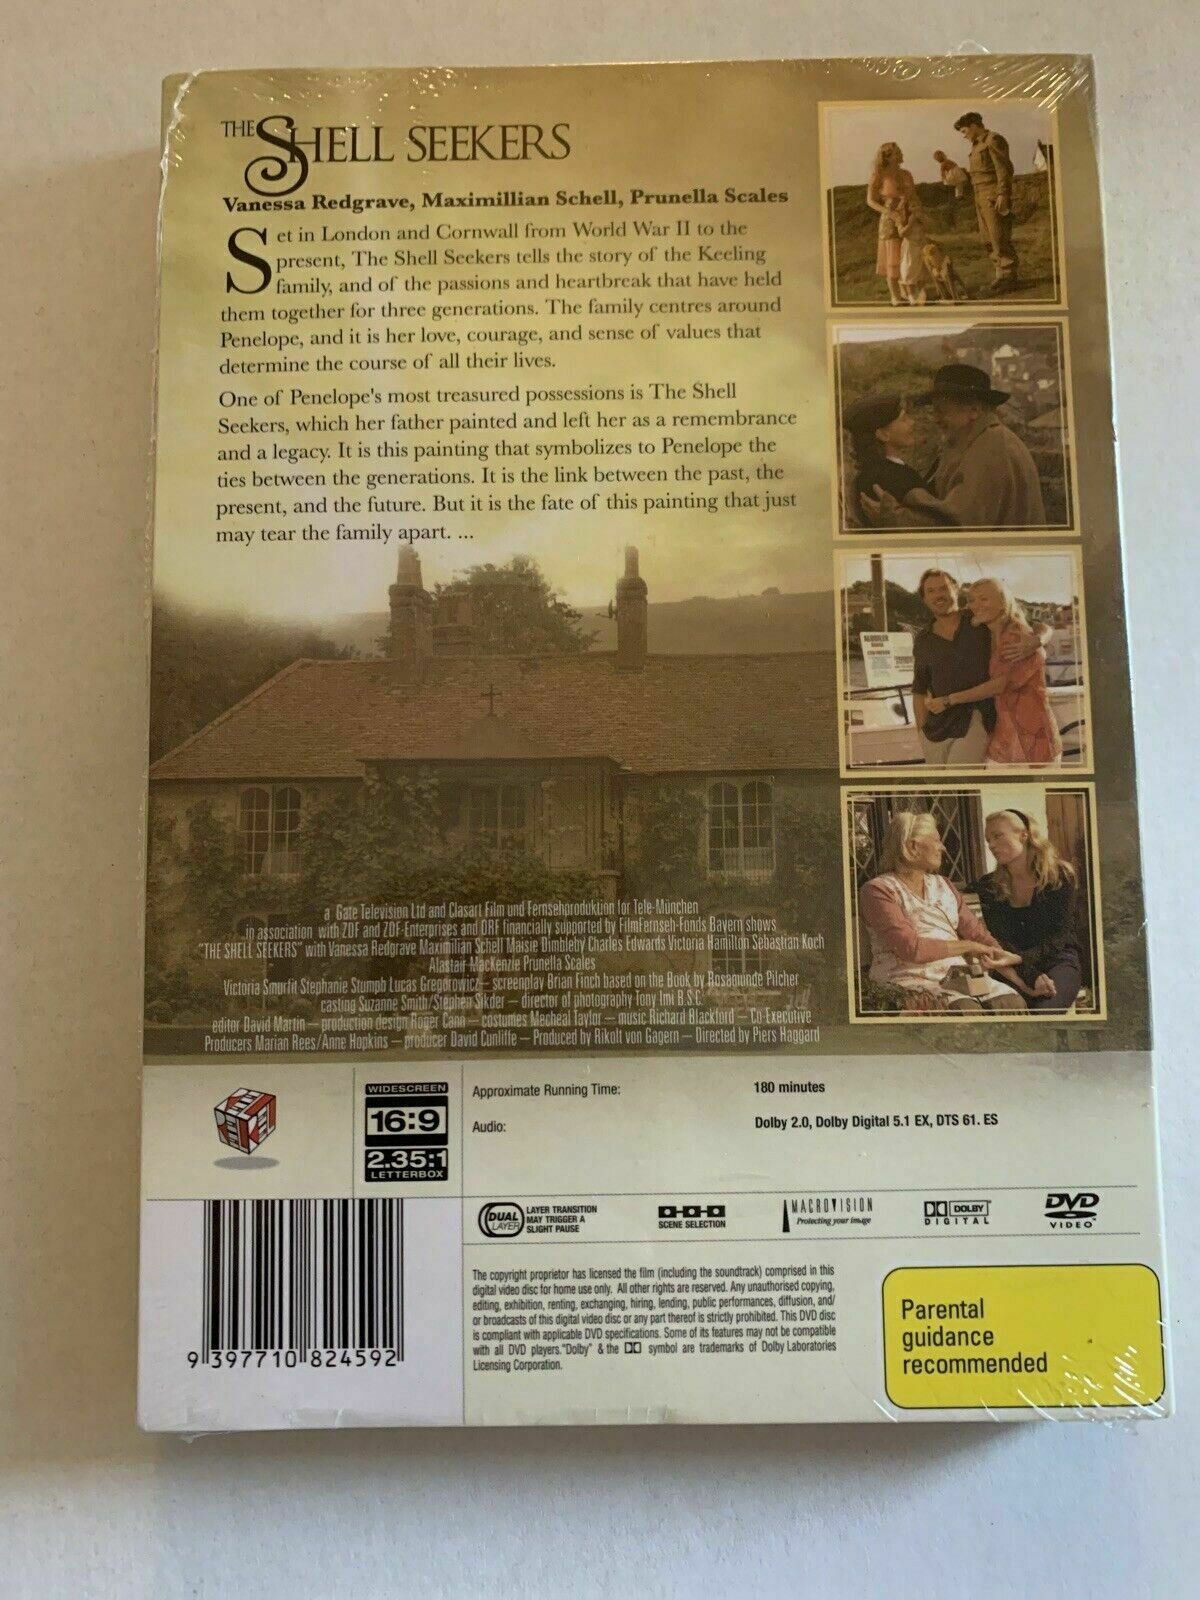 THE SHELL SEEKERS
Vanessa Redgrave, Maximillian Schell, Prunella Scales
Set in London and Cornwall from World War II to the
present, The Shell Seekers tells the story of the Keeling
family, and of the passions and heartbreak that have held
them together for three generations. The family centres around
Penelope, and it is her love, courage, and sense of values that
determine the course of all their lives.
One of Penelope's most treasured possessions is The Shell
Seekers, which her father painted and left her as a remembrance
and a legacy. It is this painting that symbolizes to Penelope the
ties between the generations. It is the link between the past, the
present, and the future. But it is the fate of this painting that just
may tear the family apart. ...
a Gate Television Ltd and Clasart Film und Fernsehproduktion for Tele-München
in association with ZDF and ZDF-Enterprises and ORF financially supported by FilmFernseh-Fonds Bayern shows
"THE SHELL SEEKERS" with Vanessa Redgrave Maximilian Schell Maisie Dimbleby Charles Edwards Victoria Hamilton Sebastian Koch
Alastair MacKenzie Prunella Scales
Victoria Smurfit Stephanie Stumph Lucas Gregorowicz – screenplay Brian Finch based on the Book by Rosamunde Pilcher
casting Suzanne Smith/Stephen Sikder – director of photography Tony Imi B.S.C.
editor David Martin – production design Roger Cann – costumes Mecheal Taylor – music Richard Blackford – Co-Executive
Producers Marian Rees/Anne Hopkins – producer David Cunliffe – Produced by Rikolt von Gagern – Directed by Piers Haggard
WIDESCREEN
16:9
2.35:1
LETTERBOX
Approximate Running Time: 180 minutes
Audio: Dolby 2.0, Dolby Digital 5.1 EX, DTS 61. ES
DUAL LAYER
LAYER TRANSITION
MAY TRIGGER A
SLIGHT PAUSE
SCENE SELECTION
MACROVISION
Protecting your image
DOLBY
DIGITAL
DVD
VIDEO
The copyright proprietor has licensed the film (including the soundtrack) comprised in this
digital video disc for home use only. All other rights are reserved. Any unauthorised copying,
editing, exhibition, renting, exchanging, hiring, lending, public performances, diffusion, and/
or broadcasts of this digital video disc or any part thereof is strictly prohibited. This DVD disc
is compliant with applicable DVD specifications. Some of its features may not be compatible
with all DVD players."Dolby" & the symbol are trademarks of Dolby Laboratories
Licensing Corporation.
Parental
guidance
recommended
9 397710 824592